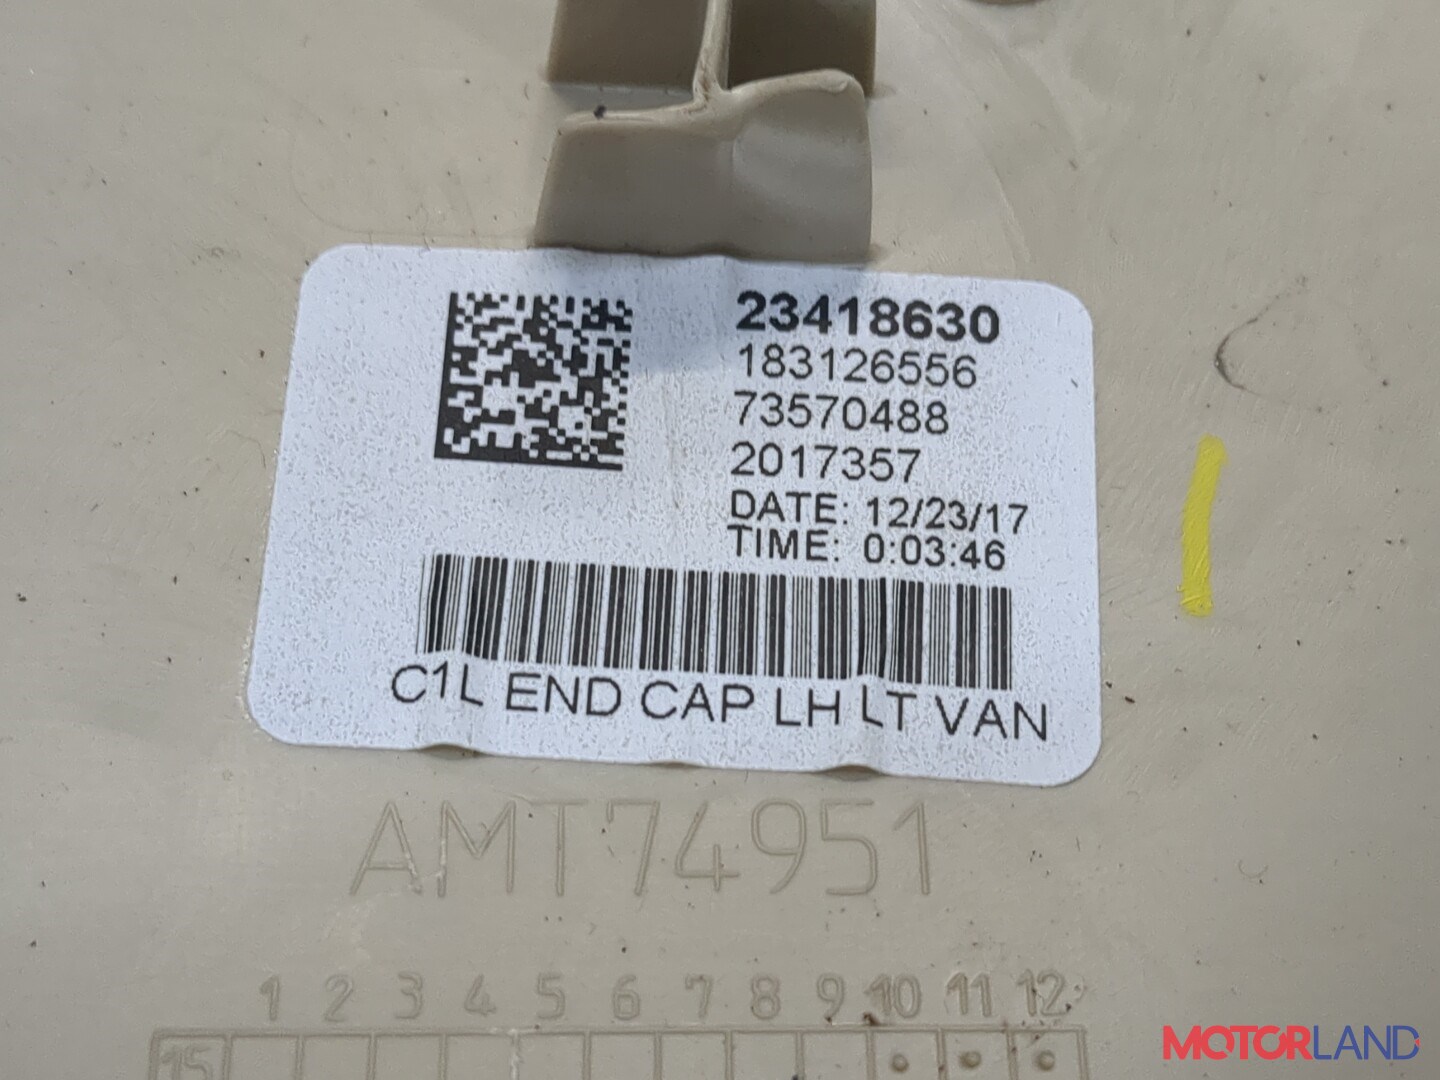 23418630
183126556
73570488
2017357
DATE: 12/23/17
TIME: 0:03:46
C1L END CAP LH LT VAN
AMT74951
1 2 3 4 5 6 7 8 9 10 11 12
15
MOTORLAND